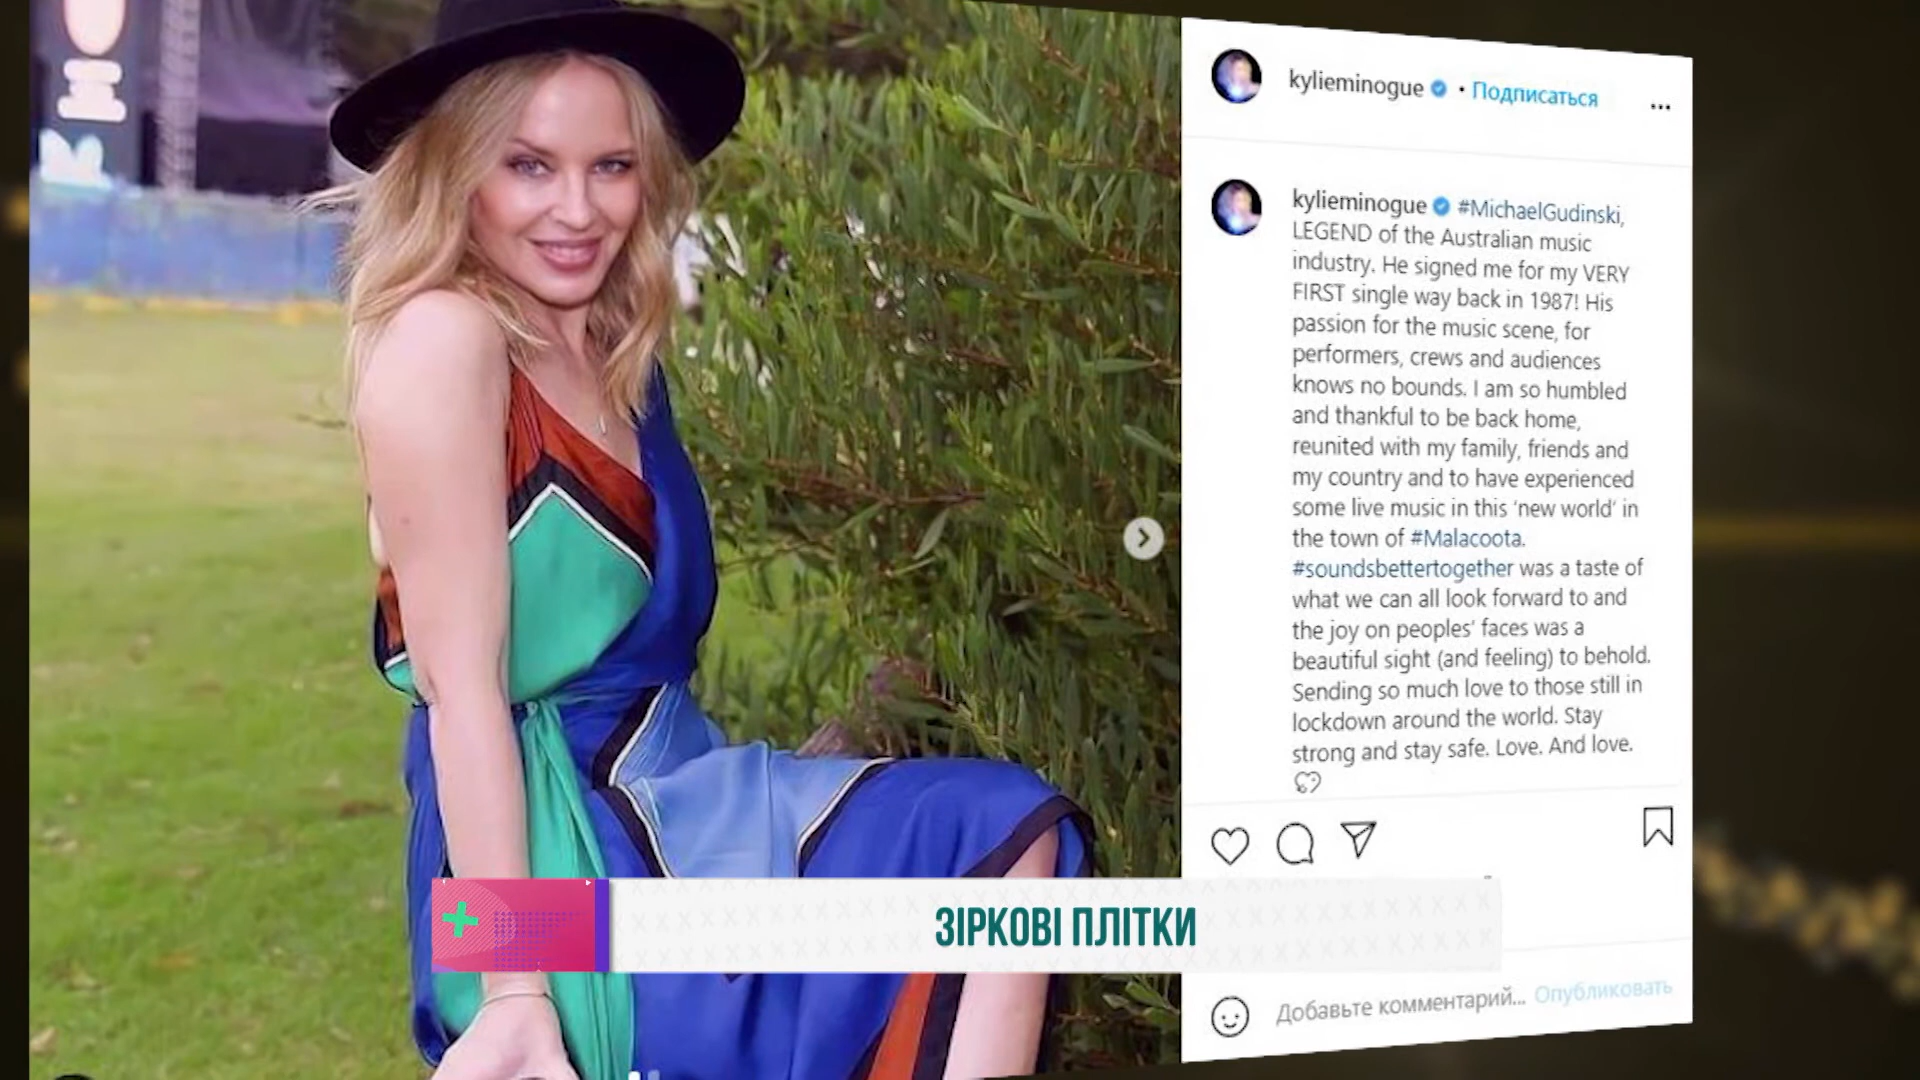 kylieminogue • Подписаться
kylieminogue #MichaelGudinski,
LEGEND of the Australian music
industry. He signed me for my VERY
FIRST single way back in 1987! His
passion for the music scene, for
performers, crews and audiences
knows no bounds. I am so humbled
and thankful to be back home,
reunited with my family, friends and
my country and to have experienced
some live music in this 'new world' in
the town of #Malacoota.
#soundsbettertogether was a taste of
what we can all look forward to and
the joy on peoples' faces was a
beautiful sight (and feeling) to behold.
Sending so much love to those still in
lockdown around the world. Stay
strong and stay safe. Love. And love.
ЗІРКОВІ ПЛІТКИ
Добавьте комментарий... Опубликовать